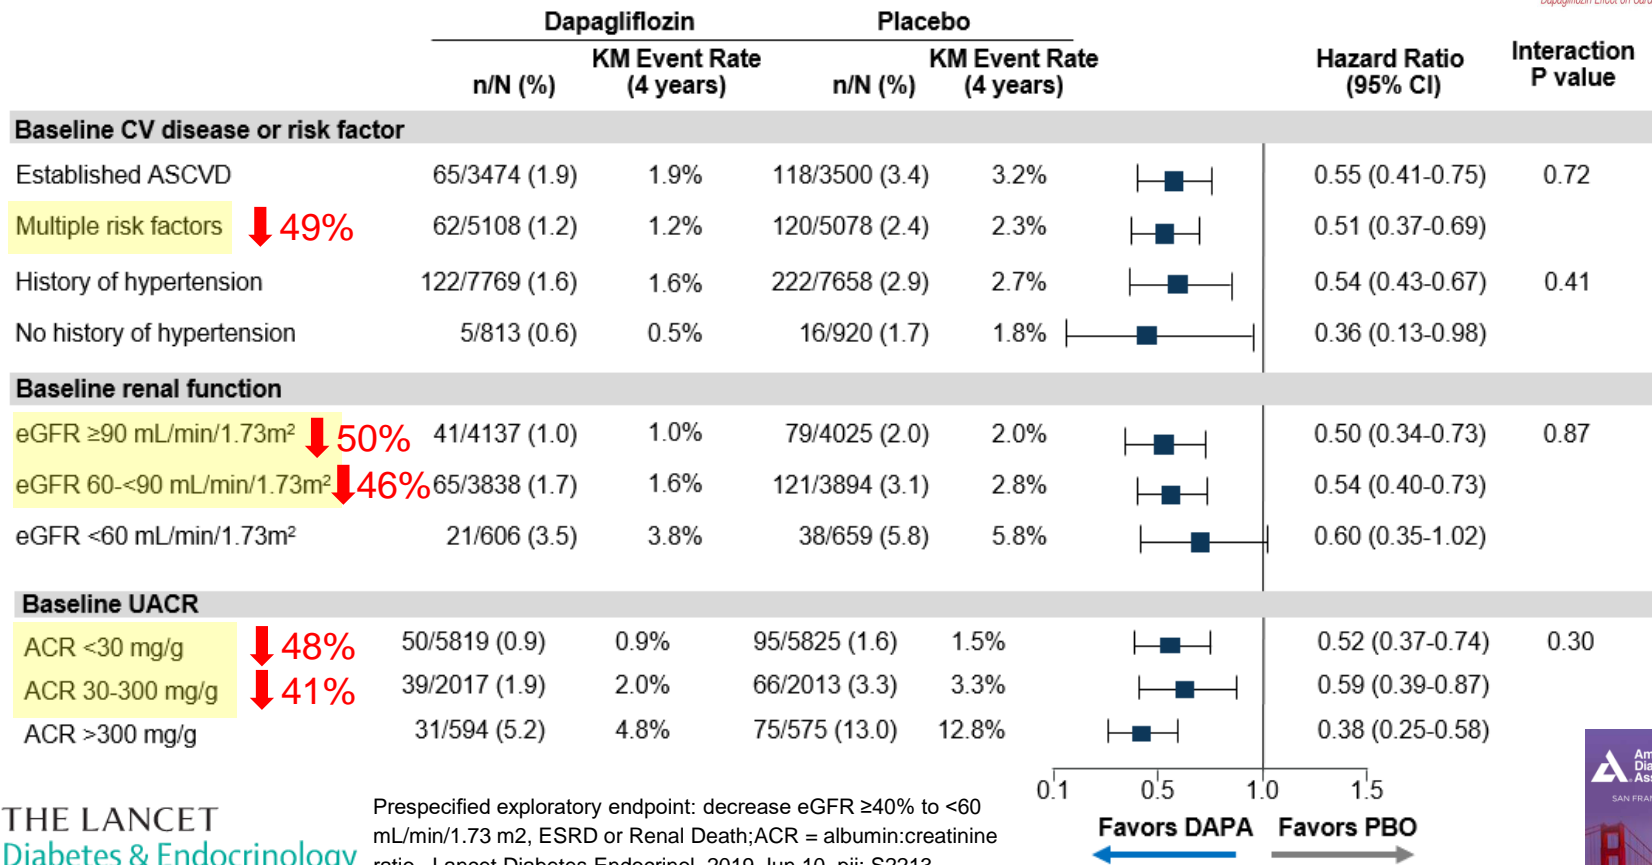 Dapagliflozin Placebo
n/N (%) KM Event Rate (4 years) n/N (%) KM Event Rate (4 years) Hazard Ratio (95% CI) Interaction P value
Baseline CV disease or risk factor
Established ASCVD 65/3474 (1.9) 1.9% 118/3500 (3.4) 3.2% 0.55 (0.41-0.75) 0.72
Multiple risk factors 49% 62/5108 (1.2) 1.2% 120/5078 (2.4) 2.3% 0.51 (0.37-0.69)
History of hypertension 122/7769 (1.6) 1.6% 222/7658 (2.9) 2.7% 0.54 (0.43-0.67) 0.41
No history of hypertension 5/813 (0.6) 0.5% 16/920 (1.7) 1.8% 0.36 (0.13-0.98)
Baseline renal function
eGFR ≥90 mL/min/1.73m² 50% 41/4137 (1.0) 1.0% 79/4025 (2.0) 2.0% 0.50 (0.34-0.73) 0.87
eGFR 60-<90 mL/min/1.73m² 46% 65/3838 (1.7) 1.6% 121/3894 (3.1) 2.8% 0.54 (0.40-0.73)
eGFR <60 mL/min/1.73m² 21/606 (3.5) 3.8% 38/659 (5.8) 5.8% 0.60 (0.35-1.02)
Baseline UACR
ACR <30 mg/g 48% 50/5819 (0.9) 0.9% 95/5825 (1.6) 1.5% 0.52 (0.37-0.74) 0.30
ACR 30-300 mg/g 41% 39/2017 (1.9) 2.0% 66/2013 (3.3) 3.3% 0.59 (0.39-0.87)
ACR >300 mg/g 31/594 (5.2) 4.8% 75/575 (13.0) 12.8% 0.38 (0.25-0.58)
0.1 0.5 1.0 1.5
Favors DAPA Favors PBO
THE LANCET
Diabetes & Endocrinology
Prespecified exploratory endpoint: decrease eGFR ≥40% to <60
mL/min/1.73 m2, ESRD or Renal Death;ACR = albumin:creatinine
ratio Lancet Diabetes Endocrinol. 2019 Jun 10. pii: S2213